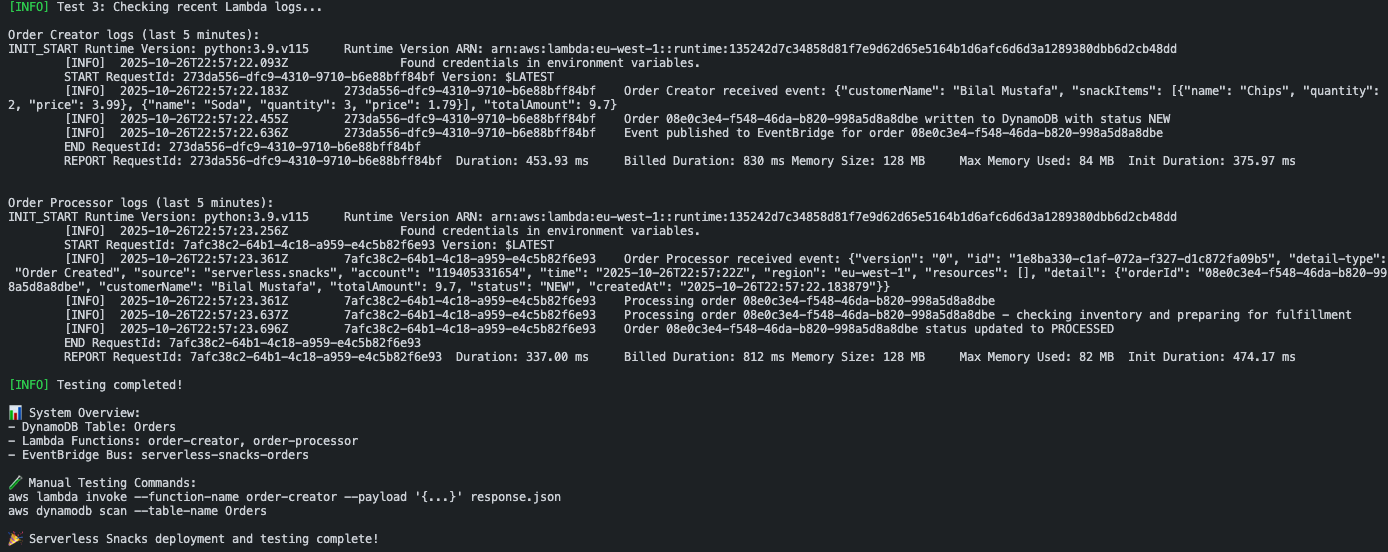 [INFO] Test 3: Checking recent Lambda logs...
Order Creator logs (last 5 minutes):
INIT_START Runtime Version: python:3.9.v115 Runtime Version ARN: arn:aws:lambda:eu-west-1::runtime:135242d7c34858d81f7e9d62d65e5164b1d6afc6d6d3a1289380dbb6d2cb48dd
[INFO] 2025-10-26T22:57:22.093Z Found credentials in environment variables.
START RequestId: 273da556-dfc9-4310-9710-b6e88bff84bf Version: $LATEST
[INFO] 2025-10-26T22:57:22.183Z 273da556-dfc9-4310-9710-b6e88bff84bf Order Creator received event: {"customerName": "Bilal Mustafa", "snackItems": [{"name": "Chips", "quantity":
2, "price": 3.99}, {"name": "Soda", "quantity": 3, "price": 1.79}], "totalAmount": 9.7}
[INFO] 2025-10-26T22:57:22.455Z 273da556-dfc9-4310-9710-b6e88bff84bf Order 08e0c3e4-f548-46da-b820-998a5d8a8dbe written to DynamoDB with status NEW
[INFO] 2025-10-26T22:57:22.636Z 273da556-dfc9-4310-9710-b6e88bff84bf Event published to EventBridge for order 08e0c3e4-f548-46da-b820-998a5d8a8dbe
END RequestId: 273da556-dfc9-4310-9710-b6e88bff84bf
REPORT RequestId: 273da556-dfc9-4310-9710-b6e88bff84bf Duration: 453.93 ms Billed Duration: 830 ms Memory Size: 128 MB Max Memory Used: 84 MB Init Duration: 375.97 ms
Order Processor logs (last 5 minutes):
INIT_START Runtime Version: python:3.9.v115 Runtime Version ARN: arn:aws:lambda:eu-west-1::runtime:135242d7c34858d81f7e9d62d65e5164b1d6afc6d6d3a1289380dbb6d2cb48dd
[INFO] 2025-10-26T22:57:23.256Z Found credentials in environment variables.
START RequestId: 7afc38c2-64b1-4c18-a959-e4c5b82f6e93 Version: $LATEST
[INFO] 2025-10-26T22:57:23.361Z 7afc38c2-64b1-4c18-a959-e4c5b82f6e93 Order Processor received event: {"version": "0", "id": "1e8ba330-c1af-072a-f327-d1c872fa09b5", "detail-type":
"Order Created", "source": "serverless.snacks", "account": "119405331654", "time": "2025-10-26T22:57:22Z", "region": "eu-west-1", "resources": [], "detail": {"orderId": "08e0c3e4-f548-46da-b820-99
8a5d8a8dbe", "customerName": "Bilal Mustafa", "totalAmount": 9.7, "status": "NEW", "createdAt": "2025-10-26T22:57:22.183879"}}
[INFO] 2025-10-26T22:57:23.361Z 7afc38c2-64b1-4c18-a959-e4c5b82f6e93 Processing order 08e0c3e4-f548-46da-b820-998a5d8a8dbe
[INFO] 2025-10-26T22:57:23.637Z 7afc38c2-64b1-4c18-a959-e4c5b82f6e93 Processing order 08e0c3e4-f548-46da-b820-998a5d8a8dbe - checking inventory and preparing for fulfillment
[INFO] 2025-10-26T22:57:23.696Z 7afc38c2-64b1-4c18-a959-e4c5b82f6e93 Order 08e0c3e4-f548-46da-b820-998a5d8a8dbe status updated to PROCESSED
END RequestId: 7afc38c2-64b1-4c18-a959-e4c5b82f6e93
REPORT RequestId: 7afc38c2-64b1-4c18-a959-e4c5b82f6e93 Duration: 337.00 ms Billed Duration: 812 ms Memory Size: 128 MB Max Memory Used: 82 MB Init Duration: 474.17 ms
[INFO] Testing completed!
📊 System Overview:
- DynamoDB Table: Orders
- Lambda Functions: order-creator, order-processor
- EventBridge Bus: serverless-snacks-orders
🧪 Manual Testing Commands:
aws lambda invoke --function-name order-creator --payload '{...}' response.json
aws dynamodb scan --table-name Orders
🎉 Serverless Snacks deployment and testing complete!